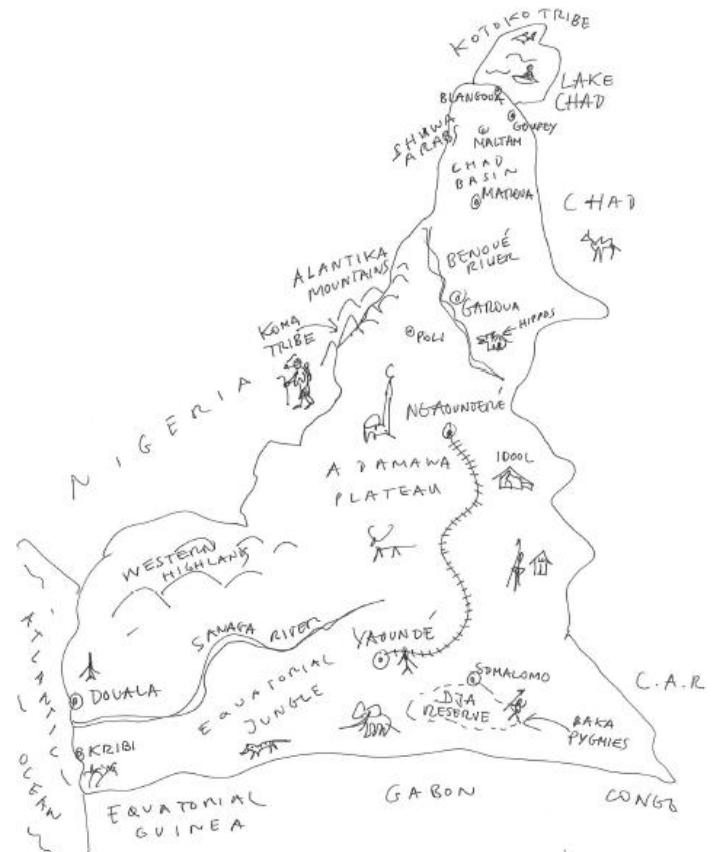 KOTOKO TRIBE
LAKE
CHAD
BLANGOUA
GOUFEY
MALTAM
SHUWA
ARABS
CHAD
BASIN
MAROUA
CHAD
BENOUÉ
RIVER
ALANTIKA
MOUNTAINS
GAROUA
HIPPOS
KOMA
TRIBE
POLI
NIGERIA
NGAOUNDERÉ
IDOOL
ADAMAWA
PLATEAU
WESTERN
HIGHLANDS
SANAGA RIVER
YAOUNDÉ
ATLANTIC
OCEAN
DOUALA
EQUATORIAL
JUNGLE
SOMALOMO
DJA
RESERVE
C.A.R
BAKA
PYGMIES
KRIBI
EQUATORIAL
GUINEA
GABON
CONGO